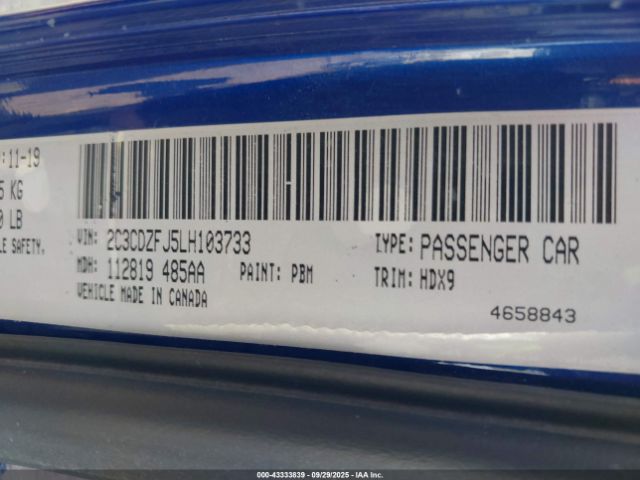 : 11-19
5 KG
0 LB
LE SAFETY.
VIN: 2C3CDZFJ5LH103733 TYPE: PASSENGER CAR
MDH: 112819 485AA PAINT: PBM TRIM: HDX9
VEHICLE MADE IN CANADA
4658843
000-43333839 - 09/29/2025 - IAA Inc.